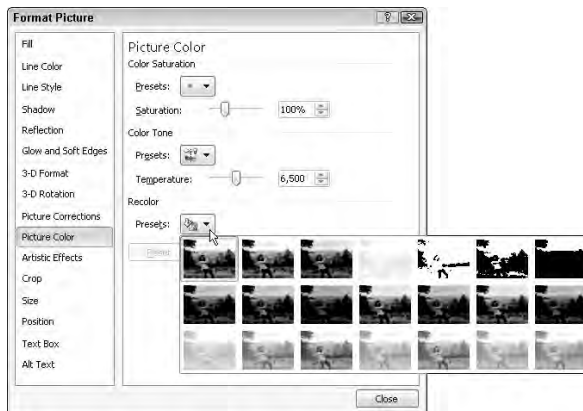 Format Picture
Fill
Line Color
Line Style
Shadow
Reflection
Glow and Soft Edges
3-D Format
3-D Rotation
Picture Corrections
Picture Color
Artistic Effects
Crop
Size
Position
Text Box
Alt Text
Picture Color
Color Saturation
Presets:
Saturation: 100%
Color Tone
Presets:
Temperature: 6,500
Recolor
Presets:
Reset
Close